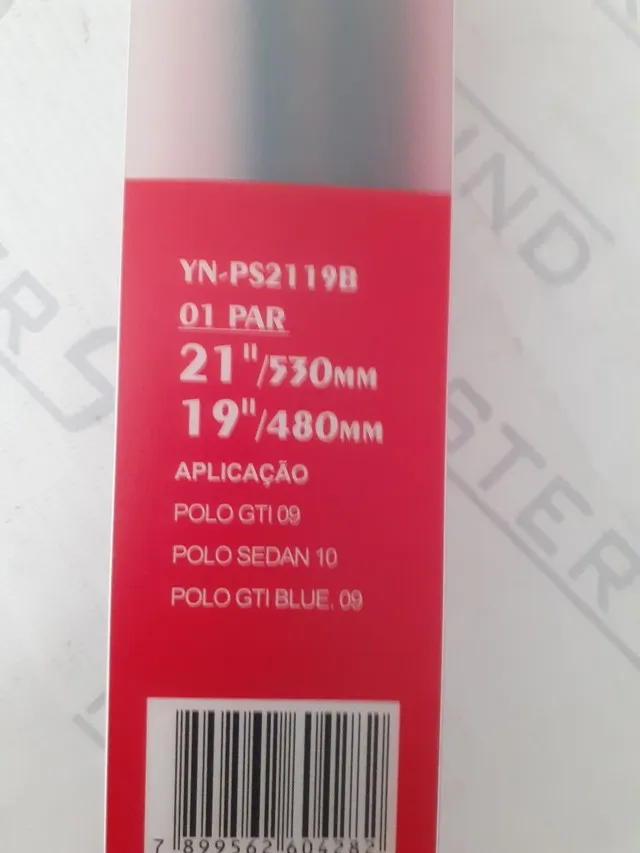 YN-PS2119B
01 PAR
21"/530MM
19"/480MM
APLICAÇÃO
POLO GTI 09
POLO SEDAN 10
POLO GTI BLUE. 09
7 899562 604282